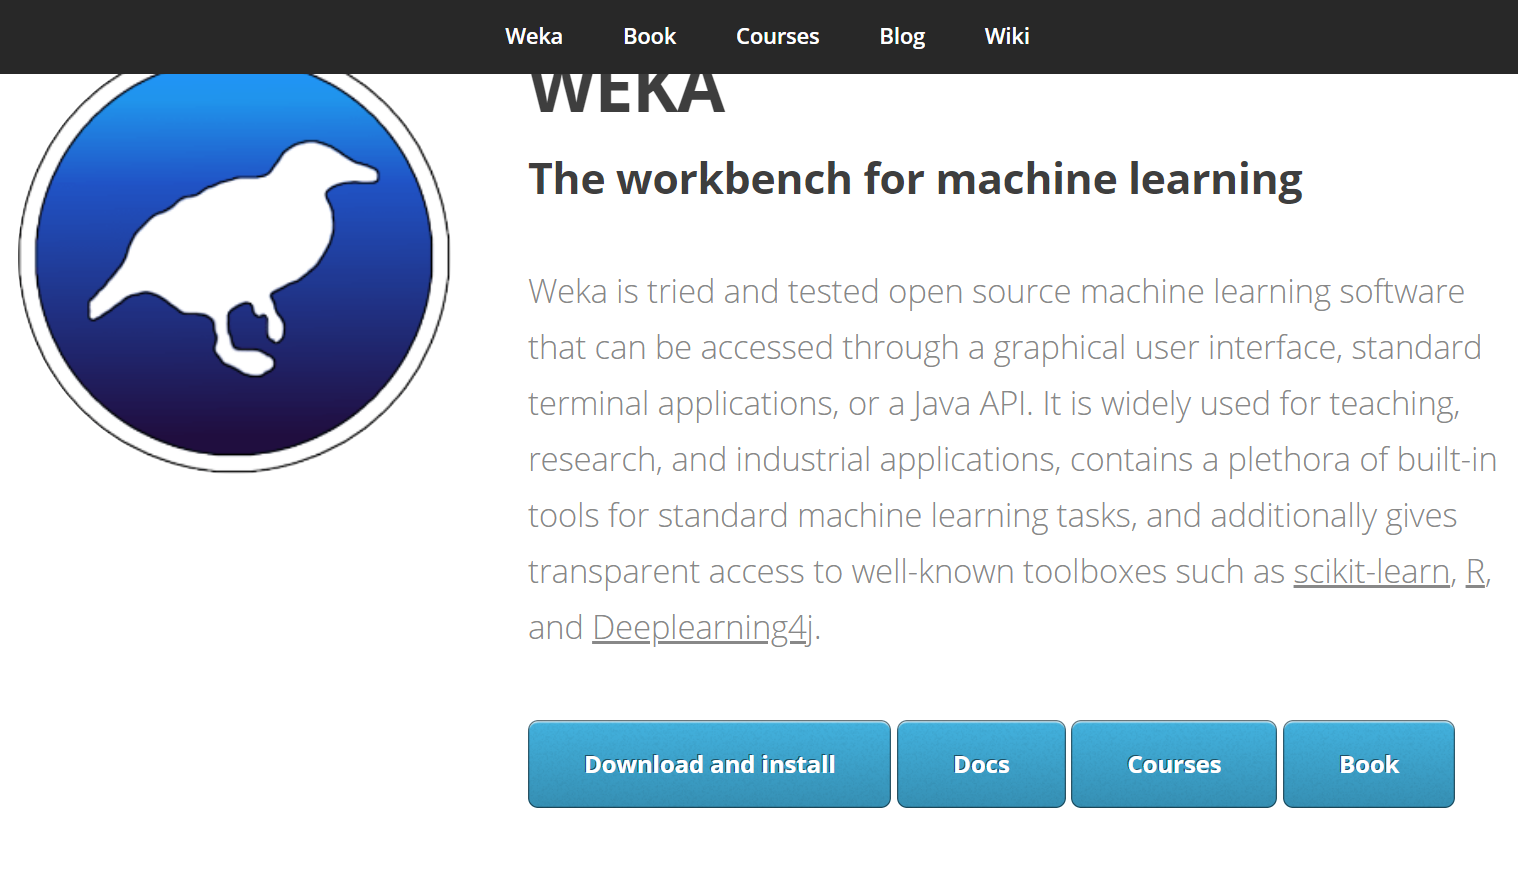 Weka Book Courses Blog Wiki
WEKA
The workbench for machine learning
Weka is tried and tested open source machine learning software
that can be accessed through a graphical user interface, standard
terminal applications, or a Java API. It is widely used for teaching,
research, and industrial applications, contains a plethora of built-in
tools for standard machine learning tasks, and additionally gives
transparent access to well-known toolboxes such as scikit-learn, R,
and Deeplearning4j.
Download and install Docs Courses Book